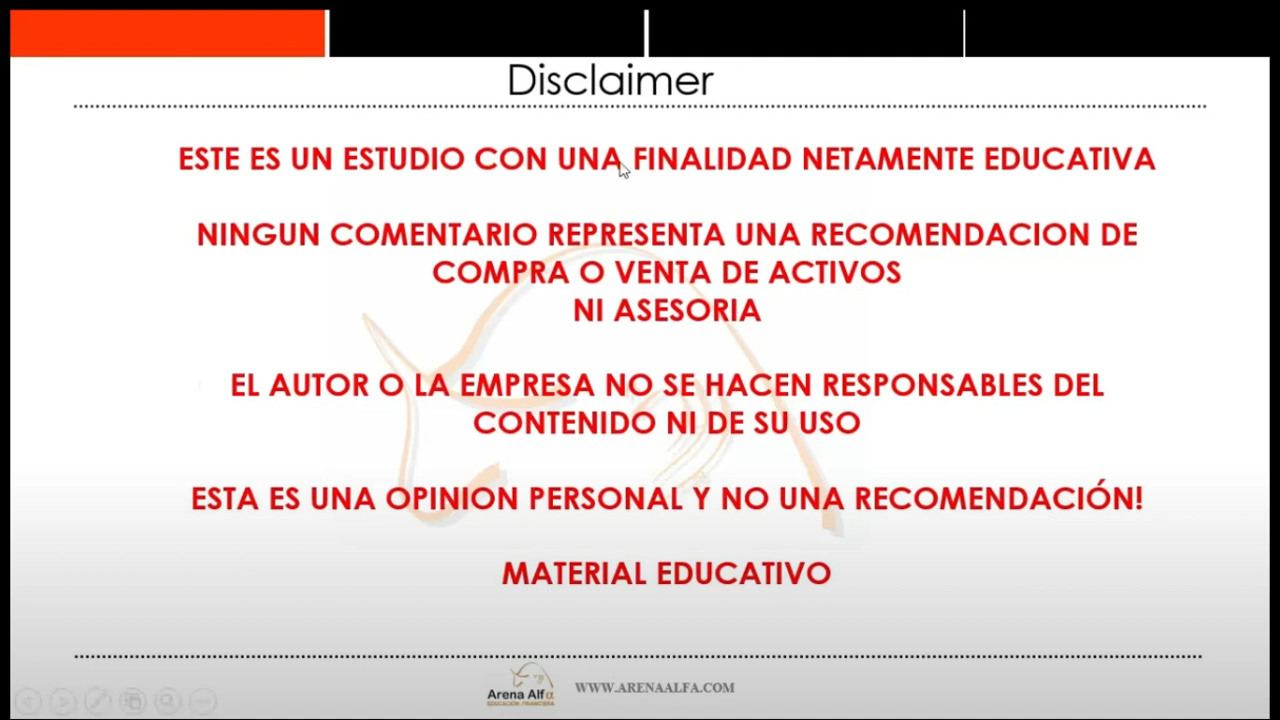 Disclaimer
ESTE ES UN ESTUDIO CON UNA FINALIDAD NETAMENTE EDUCATIVA
NINGUN COMENTARIO REPRESENTA UNA RECOMENDACION DE
COMPRA O VENTA DE ACTIVOS
NI ASESORIA
EL AUTOR O LA EMPRESA NO SE HACEN RESPONSABLES DEL
CONTENIDO NI DE SU USO
ESTA ES UNA OPINION PERSONAL Y NO UNA RECOMENDACIÓN!
MATERIAL EDUCATIVO
Arena Alfα
EDUCACIÓN FINANCIERA
WWW.ARENAALFA.COM